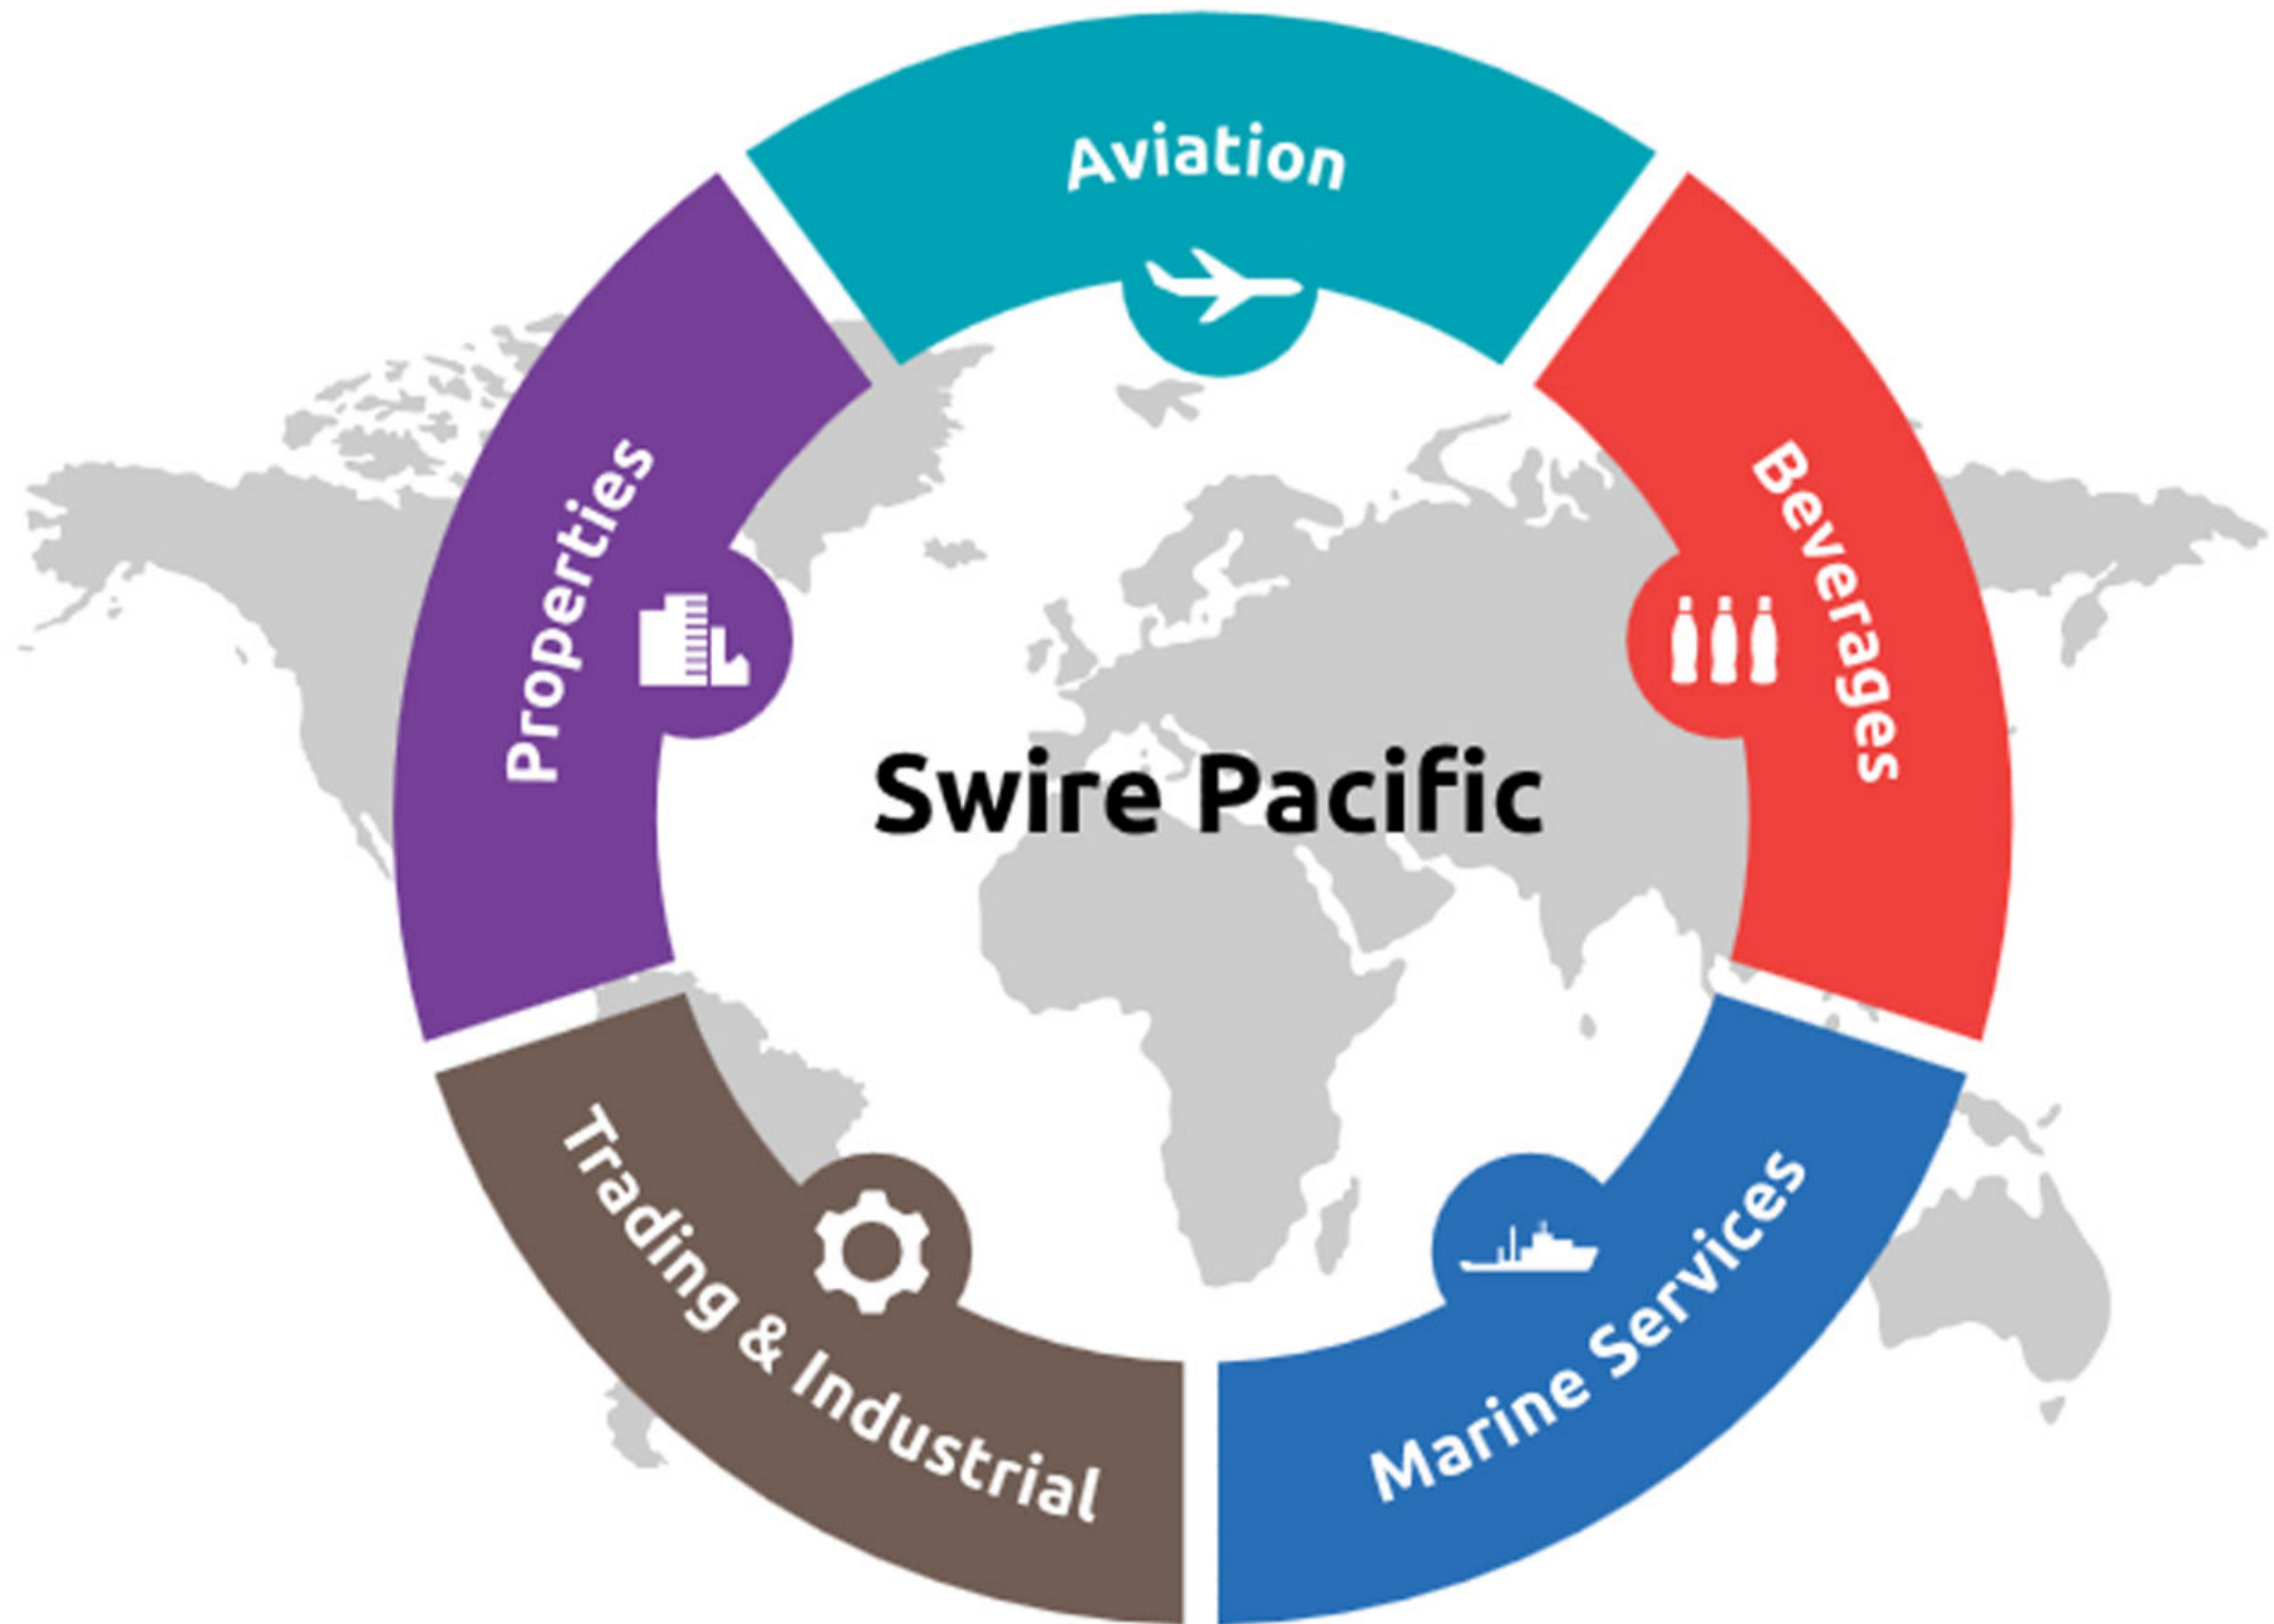 Aviation
Beverages
Properties
Swire Pacific
Trading & Industrial
Marine Services